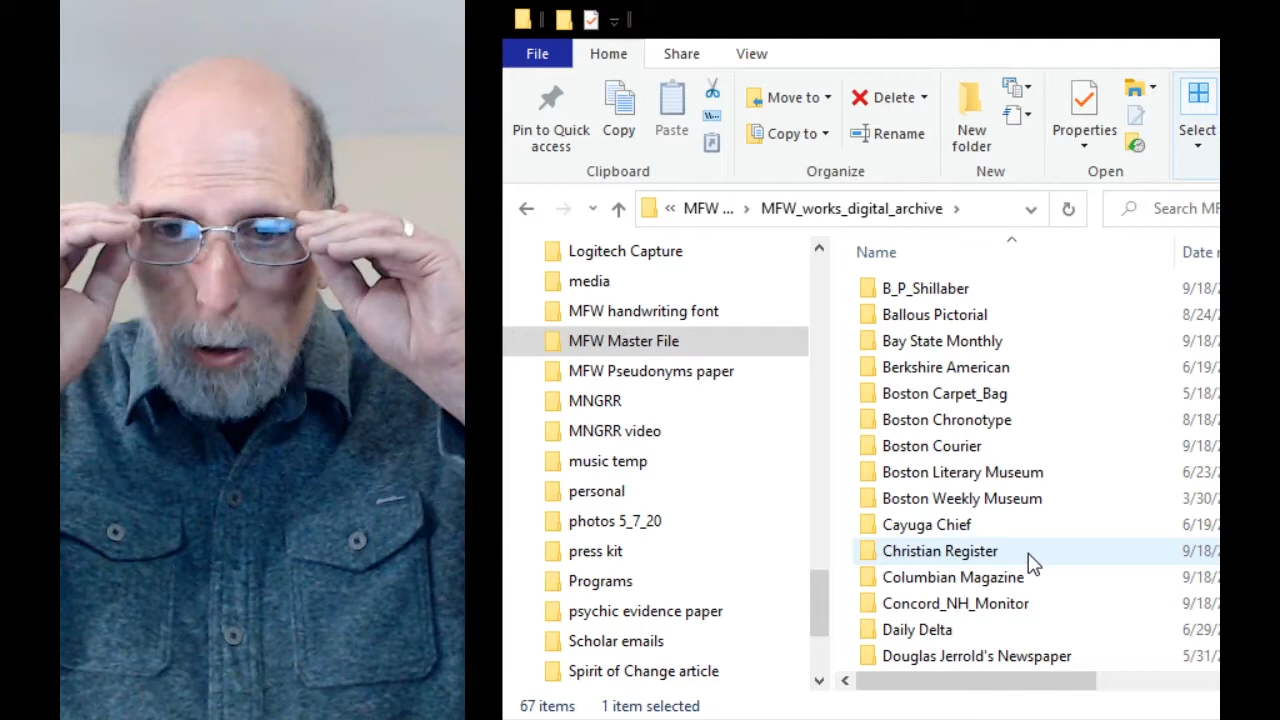 File Home Share View
Pin to Quick access
Copy
Paste
Move to
Copy to
Delete
Rename
New folder
Properties
Select
Clipboard Organize New Open
« MFW ... › MFW_works_digital_archive › Search MF
Logitech Capture
media
MFW handwriting font
MFW Master File
MFW Pseudonyms paper
MNGRR
MNGRR video
music temp
personal
photos 5_7_20
press kit
Programs
psychic evidence paper
Scholar emails
Spirit of Change article
Name Date
B_P_Shillaber 9/18/
Ballous Pictorial 8/24/
Bay State Monthly 9/18/
Berkshire American 6/19/
Boston Carpet_Bag 5/18/
Boston Chronotype 8/18/
Boston Courier 9/18/
Boston Literary Museum 6/23/
Boston Weekly Museum 3/30/
Cayuga Chief 6/19/
Christian Register 9/18/
Columbian Magazine 9/18/
Concord_NH_Monitor 9/18/
Daily Delta 6/29/
Douglas Jerrold's Newspaper 5/31/
67 items 1 item selected